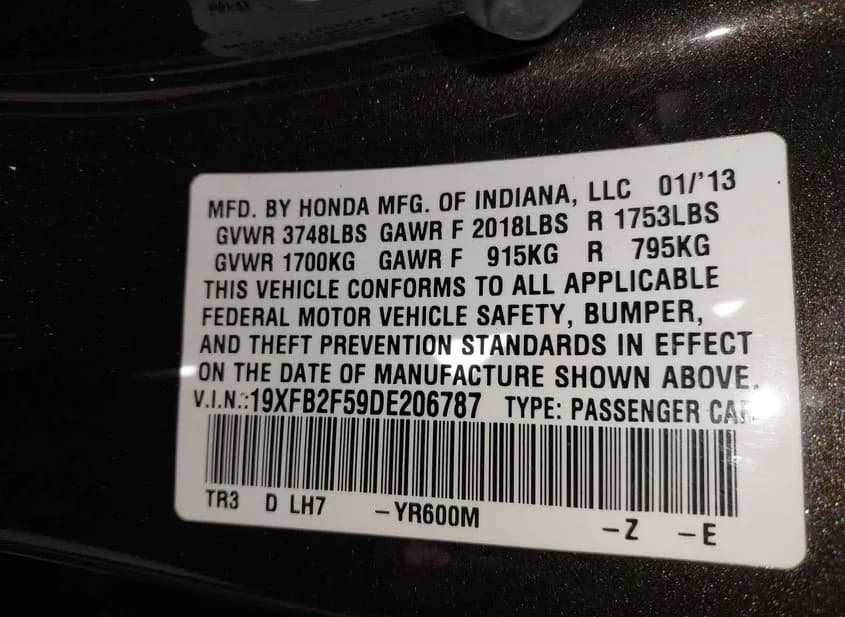 MFD. BY HONDA MFG. OF INDIANA, LLC 01/'13
GVWR 3748LBS GAWR F 2018LBS R 1753LBS
GVWR 1700KG GAWR F 915KG R 795KG
THIS VEHICLE CONFORMS TO ALL APPLICABLE
FEDERAL MOTOR VEHICLE SAFETY, BUMPER,
AND THEFT PREVENTION STANDARDS IN EFFECT
ON THE DATE OF MANUFACTURE SHOWN ABOVE.
V.I.N.:19XFB2F59DE206787 TYPE: PASSENGER CAR
TR3 D LH7 -YR600M -Z -E